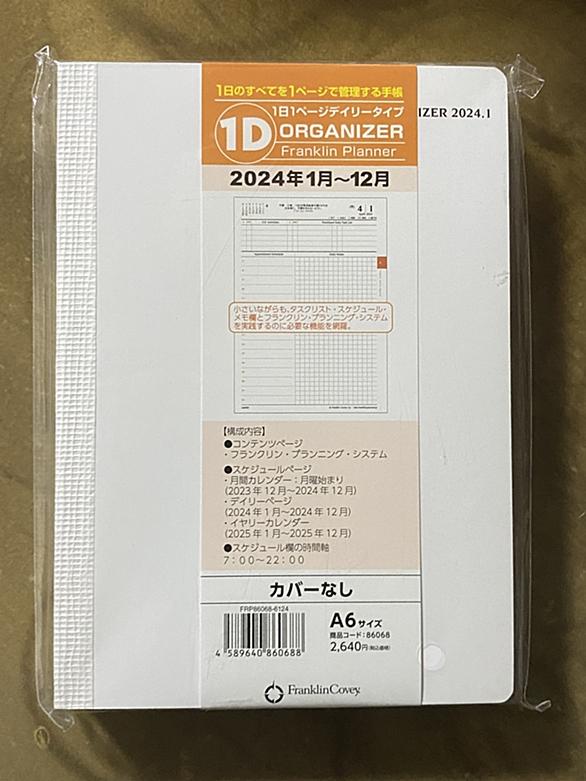 1日のすべてを1ページで管理する手帳
1日1ページデイリータイプ
1D
ORGANIZER
Franklin Planner
IZER 2024.1
2024年1月～12月
4 1
小さいながらも、タスクリスト・スケジュール・
メモ欄とフランクリン・プランニング・システム
を実践するのに必要な機能を網羅。
【構成内容】
●コンテンツページ
・フランクリン・プランニング・システム
●スケジュールページ
・月間カレンダー：月曜始まり
（2023年12月～2024年12月）
・デイリーページ
（2024年1月～2024年12月）
・イヤリーカレンダー
（2025年1月～2025年12月）
●スケジュール欄の時間軸
7：00～22：00
カバーなし
FRP86068-6124
4 589640 860688
A6サイズ
商品コード：86068
2,640円(税込価格)
FranklinCovey